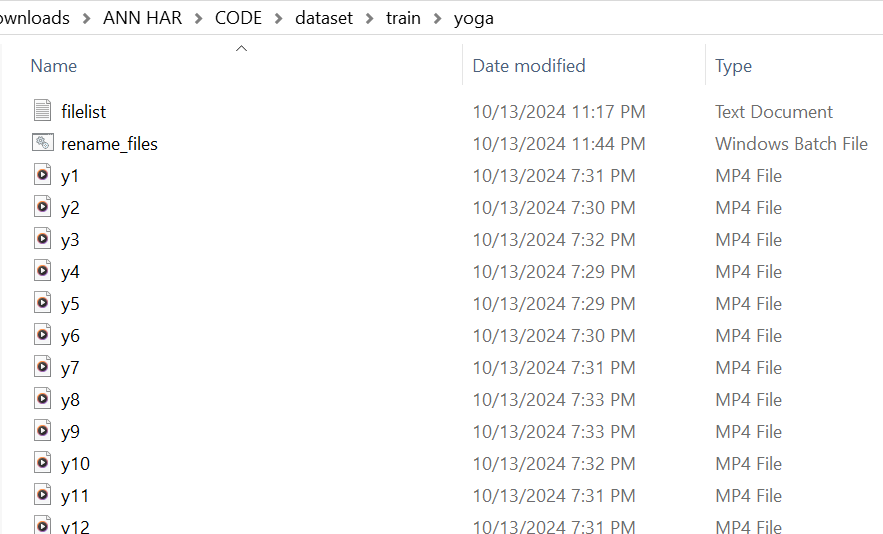 ownloads > ANN HAR > CODE > dataset > train > yoga
Name Date modified Type
filelist 10/13/2024 11:17 PM Text Document
rename_files 10/13/2024 11:44 PM Windows Batch File
y1 10/13/2024 7:31 PM MP4 File
y2 10/13/2024 7:30 PM MP4 File
y3 10/13/2024 7:32 PM MP4 File
y4 10/13/2024 7:29 PM MP4 File
y5 10/13/2024 7:29 PM MP4 File
y6 10/13/2024 7:30 PM MP4 File
y7 10/13/2024 7:31 PM MP4 File
y8 10/13/2024 7:33 PM MP4 File
y9 10/13/2024 7:33 PM MP4 File
y10 10/13/2024 7:32 PM MP4 File
y11 10/13/2024 7:31 PM MP4 File
y12 10/13/2024 7:31 PM MP4 File